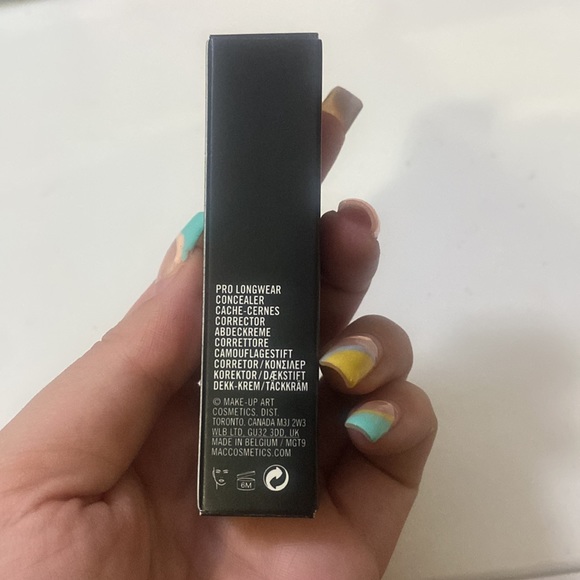 PRO LONGWEAR
CONCEALER
CACHE-CERNES
CORRECTOR
ABDECKCREME
CORRETTORE
CAMOUFLAGESTIFT
CORRETOR/ΚΟΝΣΙΛΕΡ
KOREKTOR/DÆKSTIFT
DEKK-KREM/TÄCKKRÄM
© MAKE-UP ART
COSMETICS, DIST.
TORONTO, CANADA M3J 2W3
WLB LTD, GU32 3DD, UK
MADE IN BELGIUM / MGT9
MACCOSMETICS.COM
6M